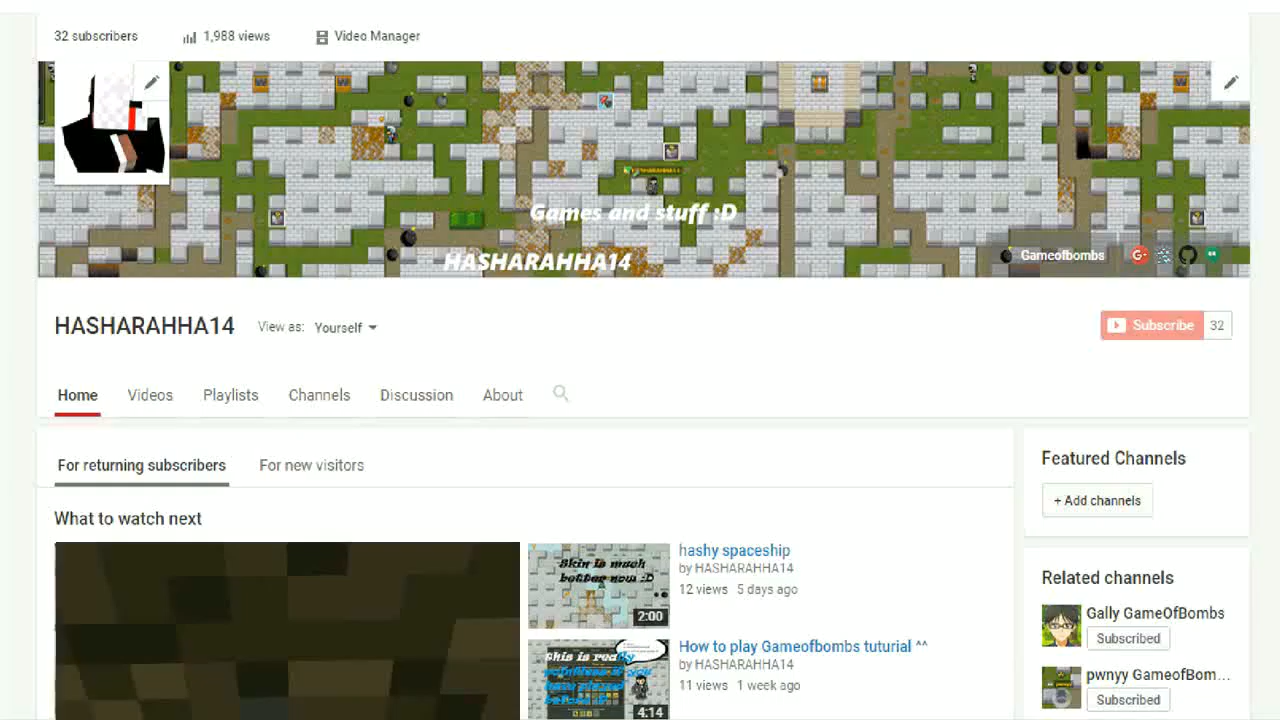 32 subscribers 1,988 views Video Manager
Games and stuff :D
HASHARAHHA14
Gameofbombs
G+
HASHARAHHA14 View as: Yourself
Subscribe 32
Home Videos Playlists Channels Discussion About
For returning subscribers For new visitors
What to watch next
Skin is much
better now :D
2:00
hashy spaceship
by HASHARAHHA14
12 views 5 days ago
this is really
4:14
How to play Gameofbombs tuturial ^^
by HASHARAHHA14
11 views 1 week ago
Featured Channels
+ Add channels
Related channels
Gally GameOfBombs
Subscribed
pwnyy GameofBom...
Subscribed